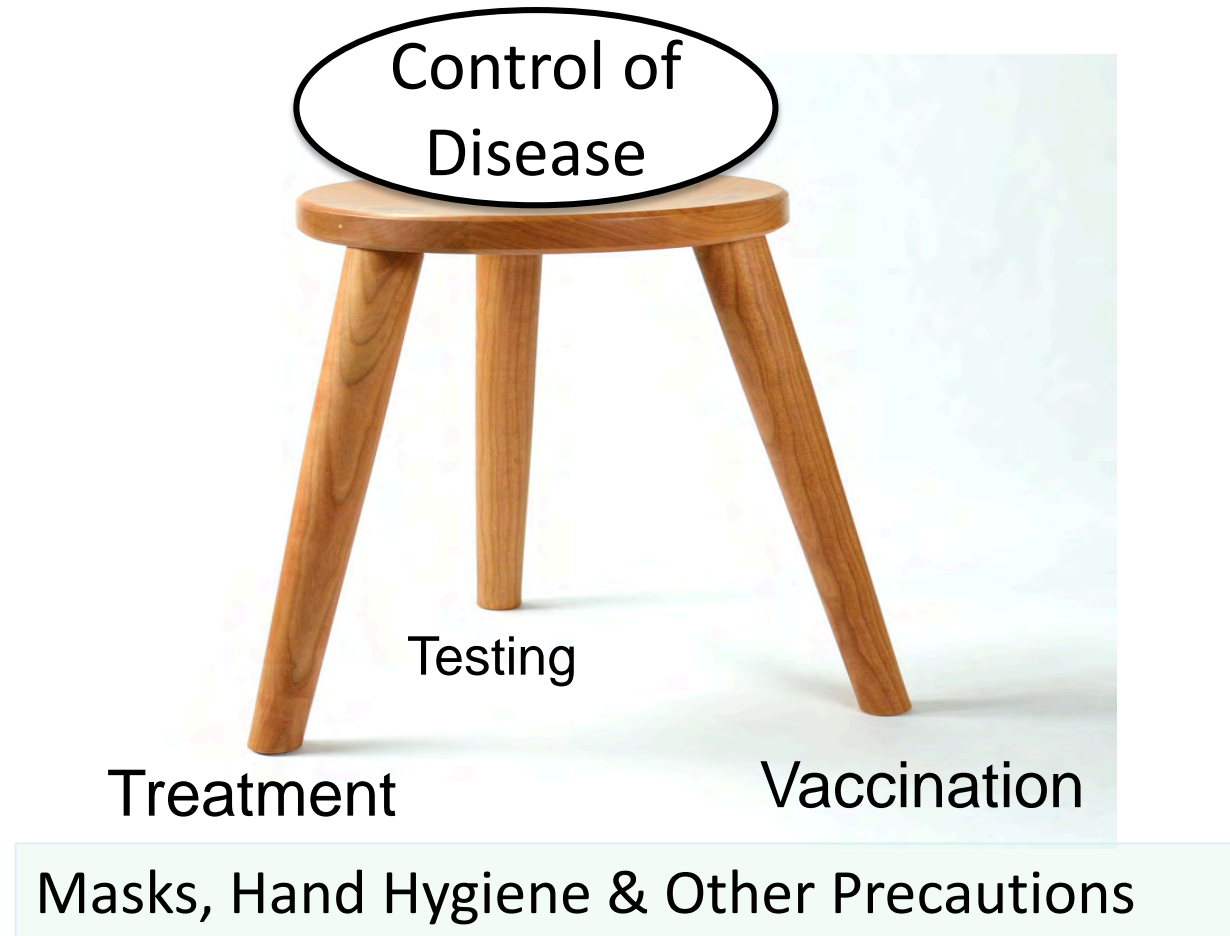 Control of
Disease
Testing
Treatment
Vaccination
Masks, Hand Hygiene & Other Precautions